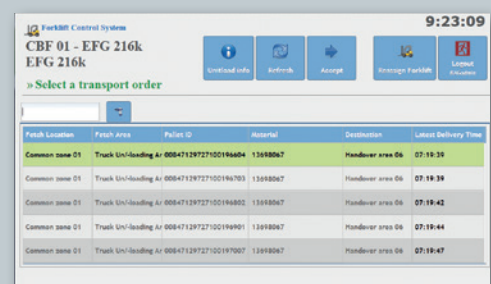 9:23:09
Forklift Control System
CBF 01 - EFG 216k
EFG 216k
» Select a transport order
Unitload info Refresh Accept Reassign Forklift Logout
Fetch Location Fetch Area Pallet ID Material Destination Latest Delivery Time
Common zone 01 Truck Un/-loading Ar 00847129727100196604 13698067 Handover area 06 07:19:39
Common zone 01 Truck Un/-loading Ar 00847129727100196703 13698067 Handover area 06 07:19:39
Common zone 01 Truck Un/-loading Ar 00847129727100196802 13698067 Handover area 06 07:19:42
Common zone 01 Truck Un/-loading Ar 00847129727100196901 13698067 Handover area 06 07:19:44
Common zone 01 Truck Un/-loading Ar 00847129727100197007 13698067 Handover area 06 07:19:47